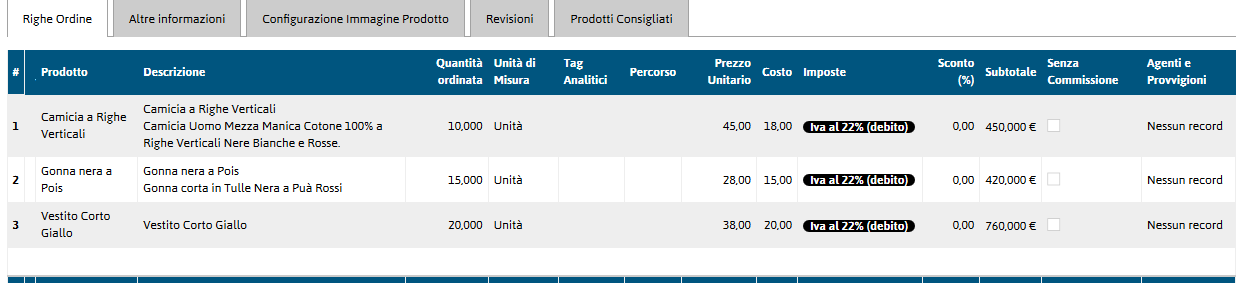 Righe Ordine Altre informazioni Configurazione Immagine Prodotto Revisioni Prodotti Consigliati
# Prodotto Descrizione Quantità ordinata Unità di Misura Tag Analitici Percorso Prezzo Unitario Costo Imposte Sconto (%) Subtotale Senza Commissione Agenti e Provvigioni
1 Camicia a Righe Verticali Camicia a Righe Verticali
Camicia Uomo Mezza Manica Cotone 100% a
Righe Verticali Nere Bianche e Rosse. 10,000 Unità 45,00 18,00 Iva al 22% (debito) 0,00 450,000 € Nessun record
2 Gonna nera a Pois Gonna nera a Pois
Gonna corta in Tulle Nera a Puà Rossi 15,000 Unità 28,00 15,00 Iva al 22% (debito) 0,00 420,000 € Nessun record
3 Vestito Corto Giallo Vestito Corto Giallo 20,000 Unità 38,00 20,00 Iva al 22% (debito) 0,00 760,000 € Nessun record